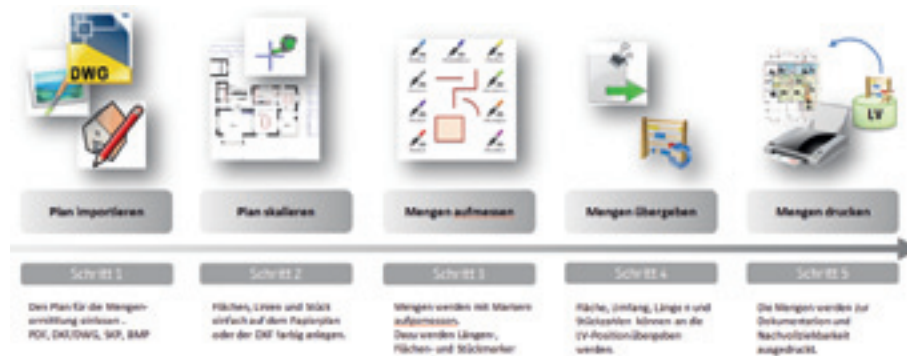 DWG
LV
Plan importieren
Plan skalieren
Mengen aufmessen
Mengen übergeben
Mengen drucken
Schritt 1
Schritt 2
Schritt 3
Schritt 4
Schritt 5
Den Plan für die Mengen-
ermittlung einlesen .
PDF, DXF/DWG, SKP, BMP
Flächen, Linien und Stück
einfach auf dem Papierplan
oder der DXF farbig anlegen.
Mengen werden mit Markern
aufgemessen.
Dazu werden Längen-,
Flächen- und Stückmarker
Fläche, Umfang, Länge n und
Stückzahlen können an die
LV-Position übergeben
werden.
Die Mengen werden zur
Dokumentation und
Nachvollziehbarkeit
ausgedruckt.